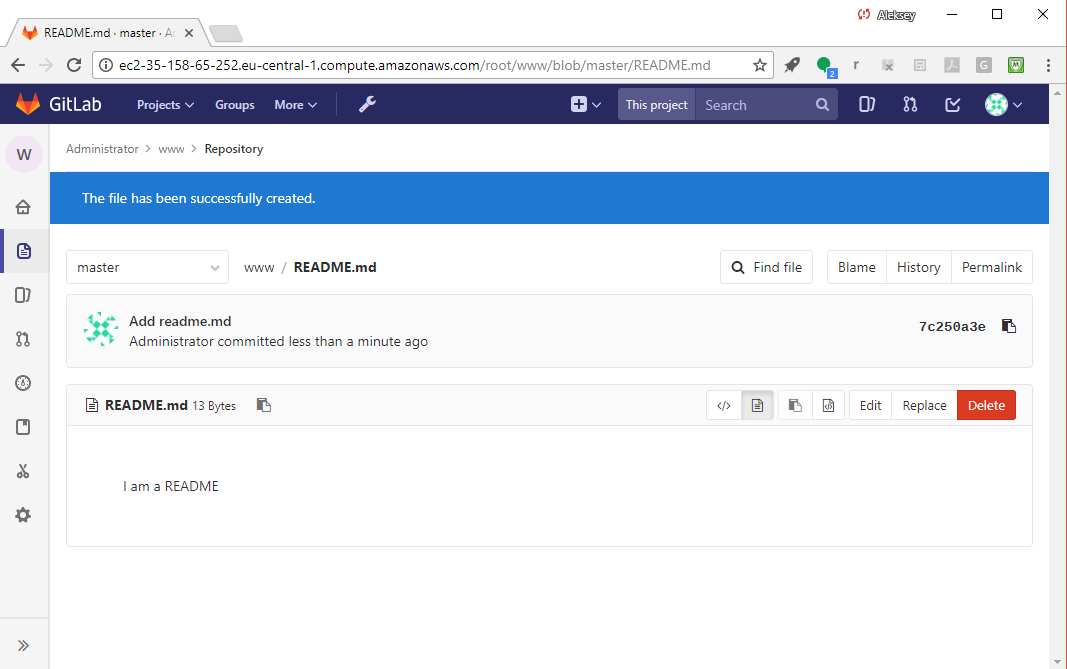 Aleksey
README.md · master · Ac
ec2-35-158-65-252.eu-central-1.compute.amazonaws.com/root/www/blob/master/README.md
2
r
G
M
GitLab
Projects
Groups
More
This project
Search
W
Administrator > www > Repository
The file has been successfully created.
master
www / README.md
Find file
Blame
History
Permalink
Add readme.md
Administrator committed less than a minute ago
7c250a3e
README.md 13 Bytes
</>
Edit
Replace
Delete
I am a README